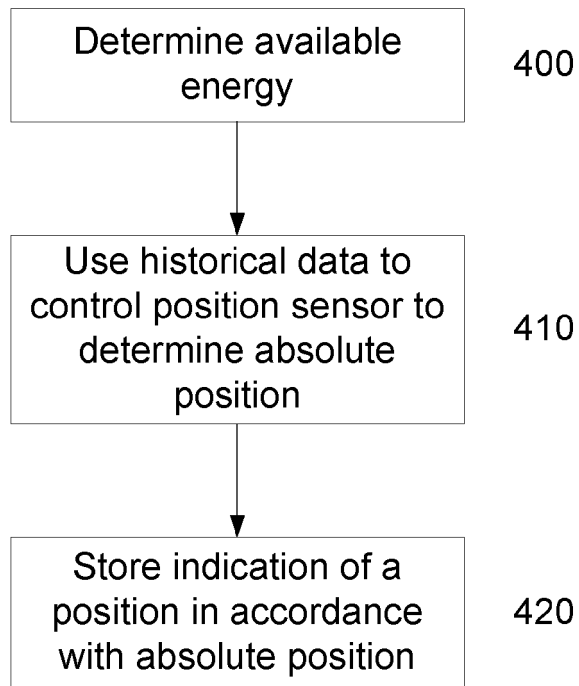 Determine available
energy
400
Use historical data to
control position sensor to
determine absolute
position
410
Store indication of a
position in accordance
with absolute position
420